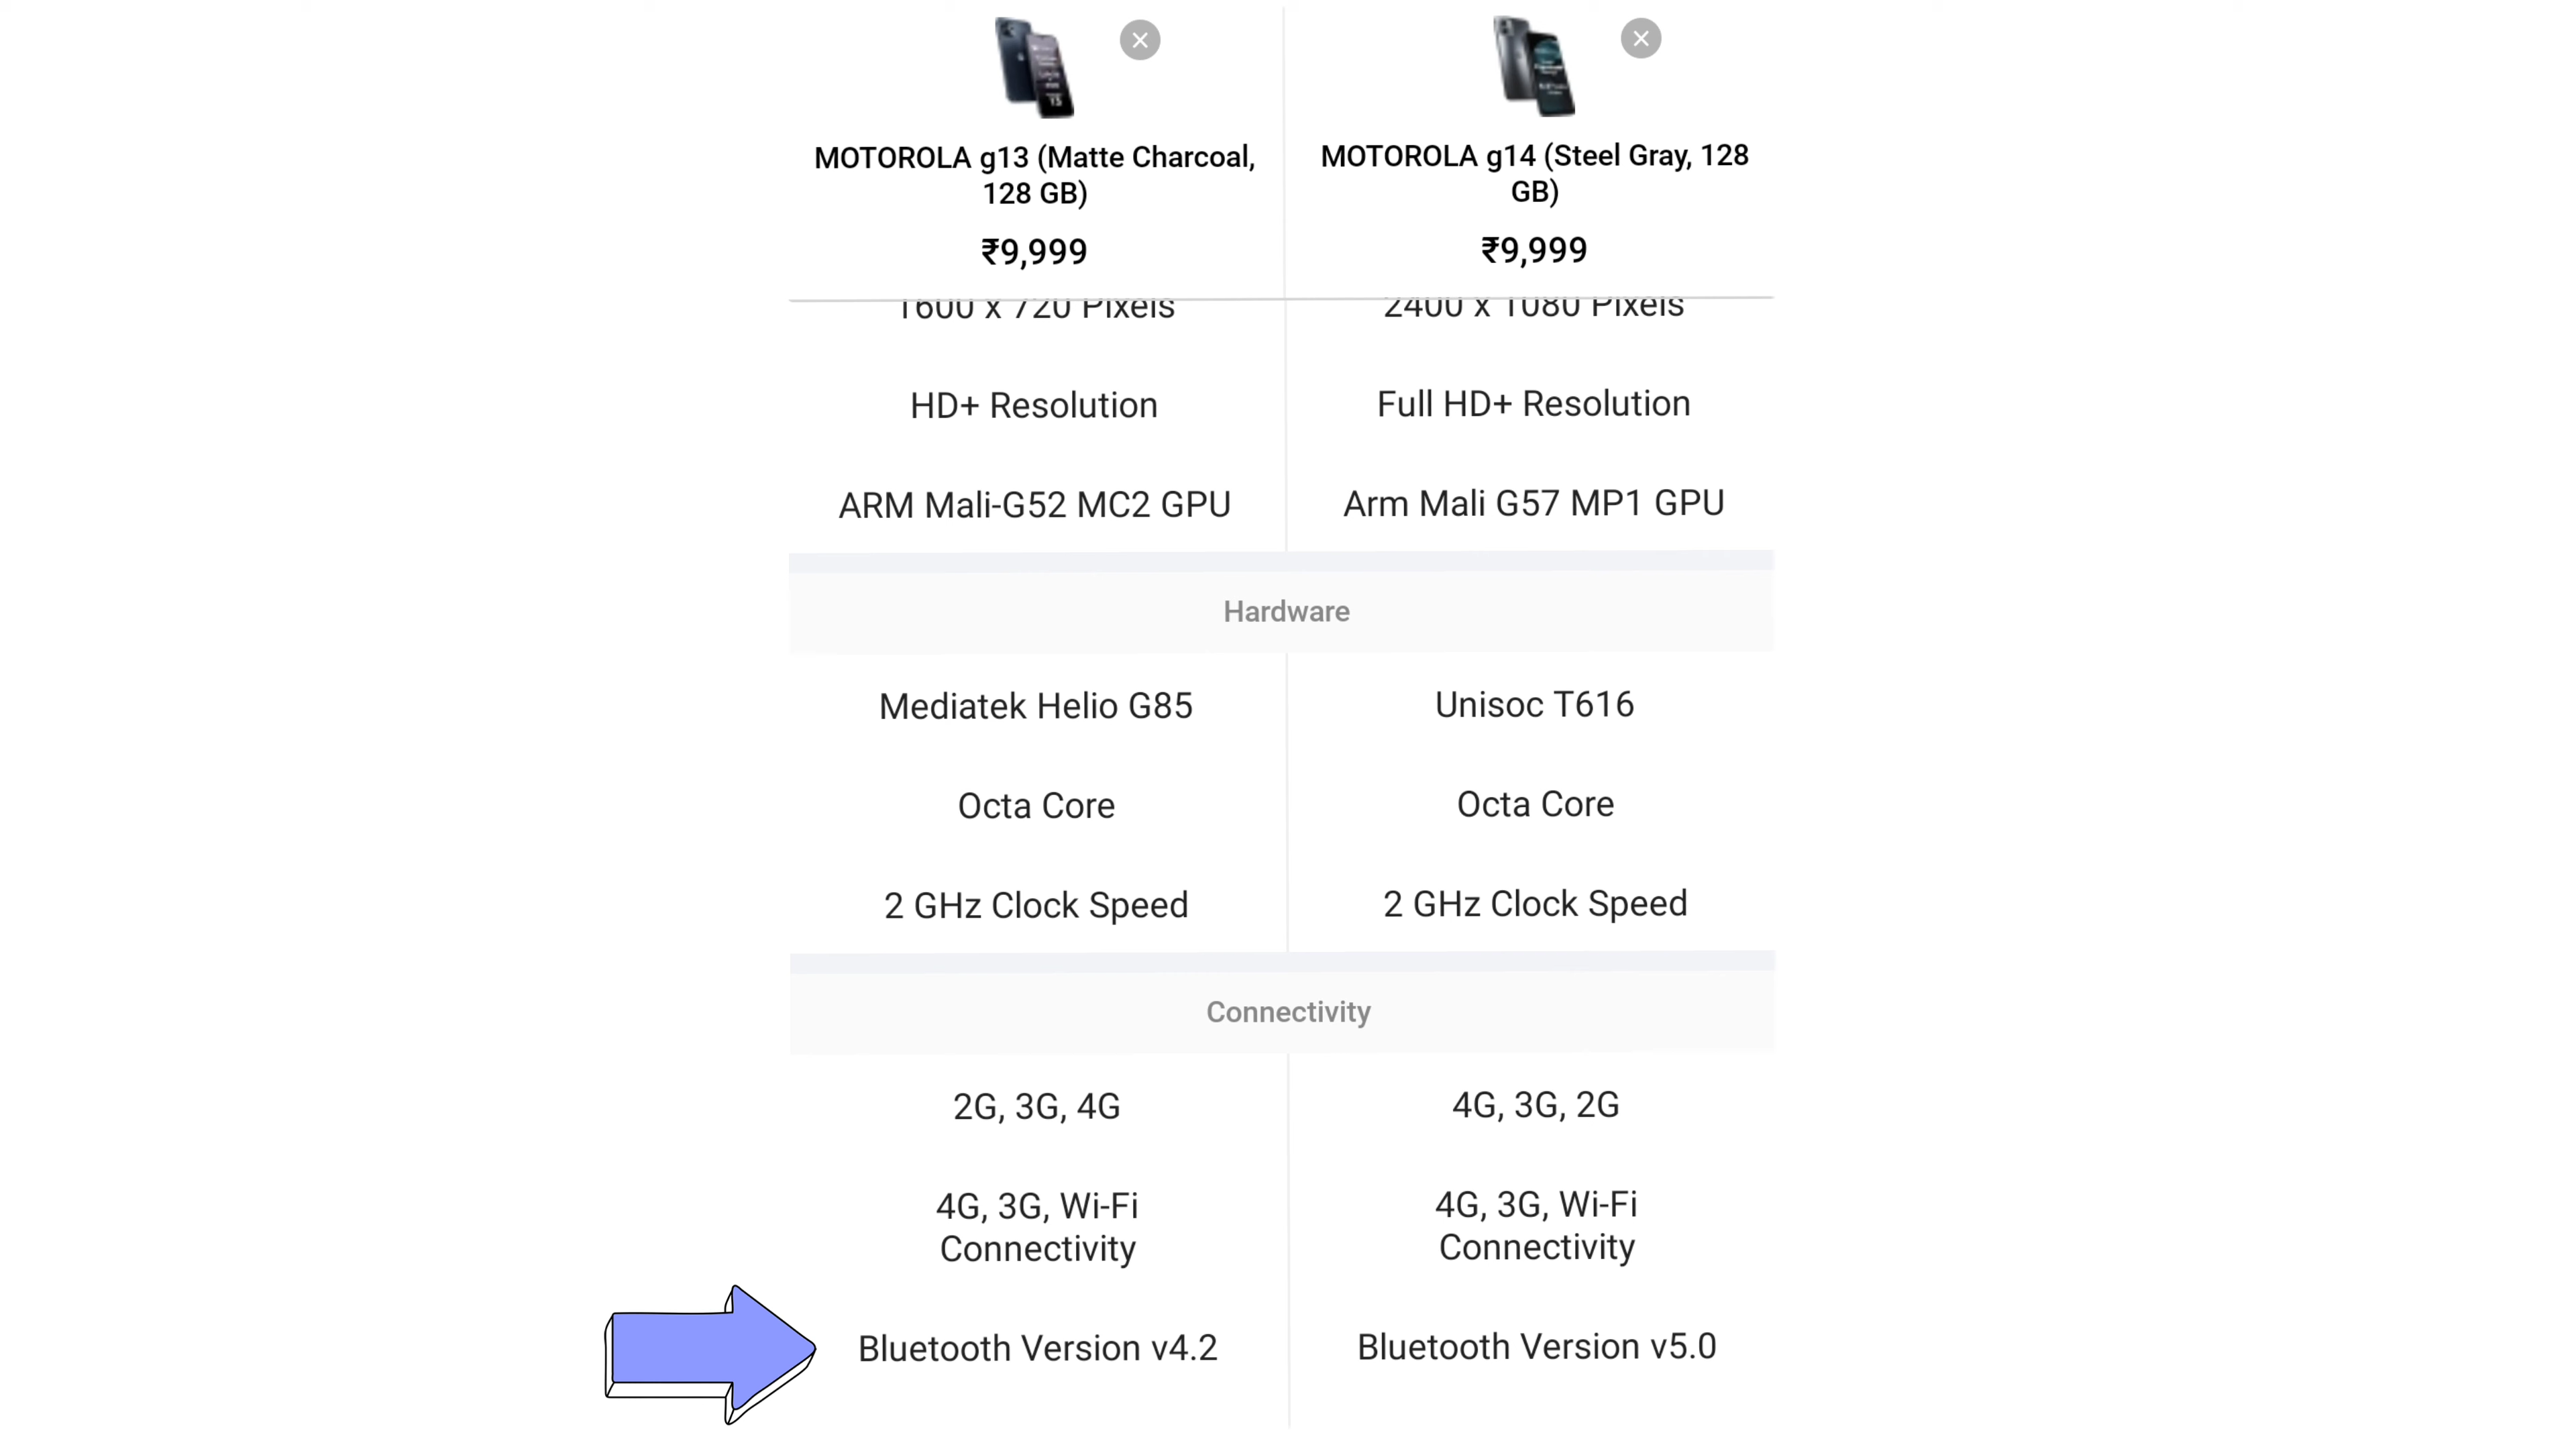 MOTOROLA g13 (Matte Charcoal,
128 GB)
₹9,999
MOTOROLA g14 (Steel Gray, 128
GB)
₹9,999
1600 x 720 Pixels
2400 x 1080 Pixels
HD+ Resolution
Full HD+ Resolution
ARM Mali-G52 MC2 GPU
Arm Mali G57 MP1 GPU
Hardware
Mediatek Helio G85
Unisoc T616
Octa Core
Octa Core
2 GHz Clock Speed
2 GHz Clock Speed
Connectivity
2G, 3G, 4G
4G, 3G, 2G
4G, 3G, Wi-Fi
Connectivity
4G, 3G, Wi-Fi
Connectivity
Bluetooth Version v4.2
Bluetooth Version v5.0